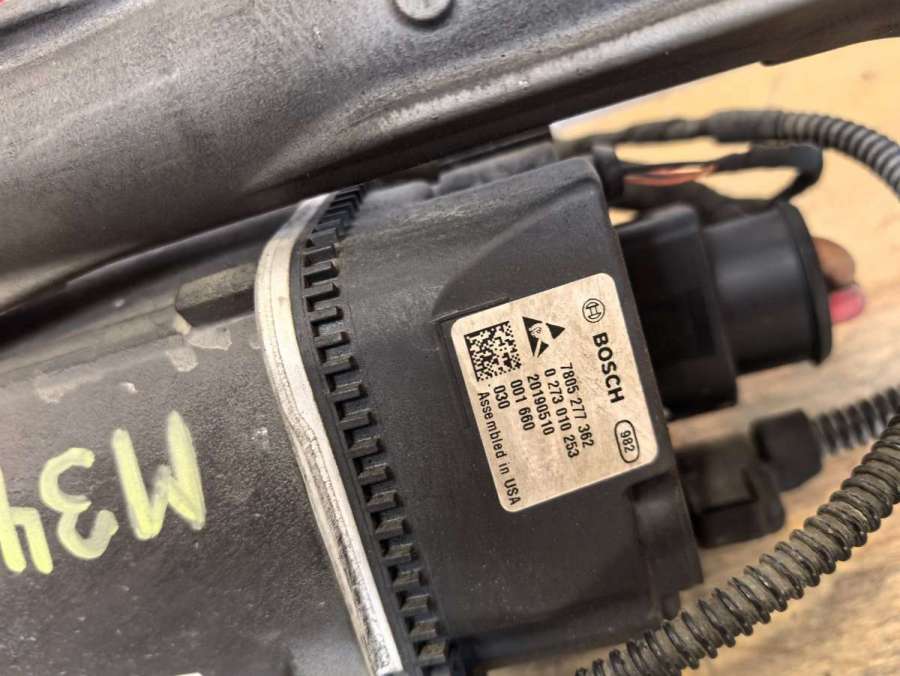 BOSCH
982
7805 277 362
0 273 010 253
20190510
001 660
030
Assembled in USA
M34